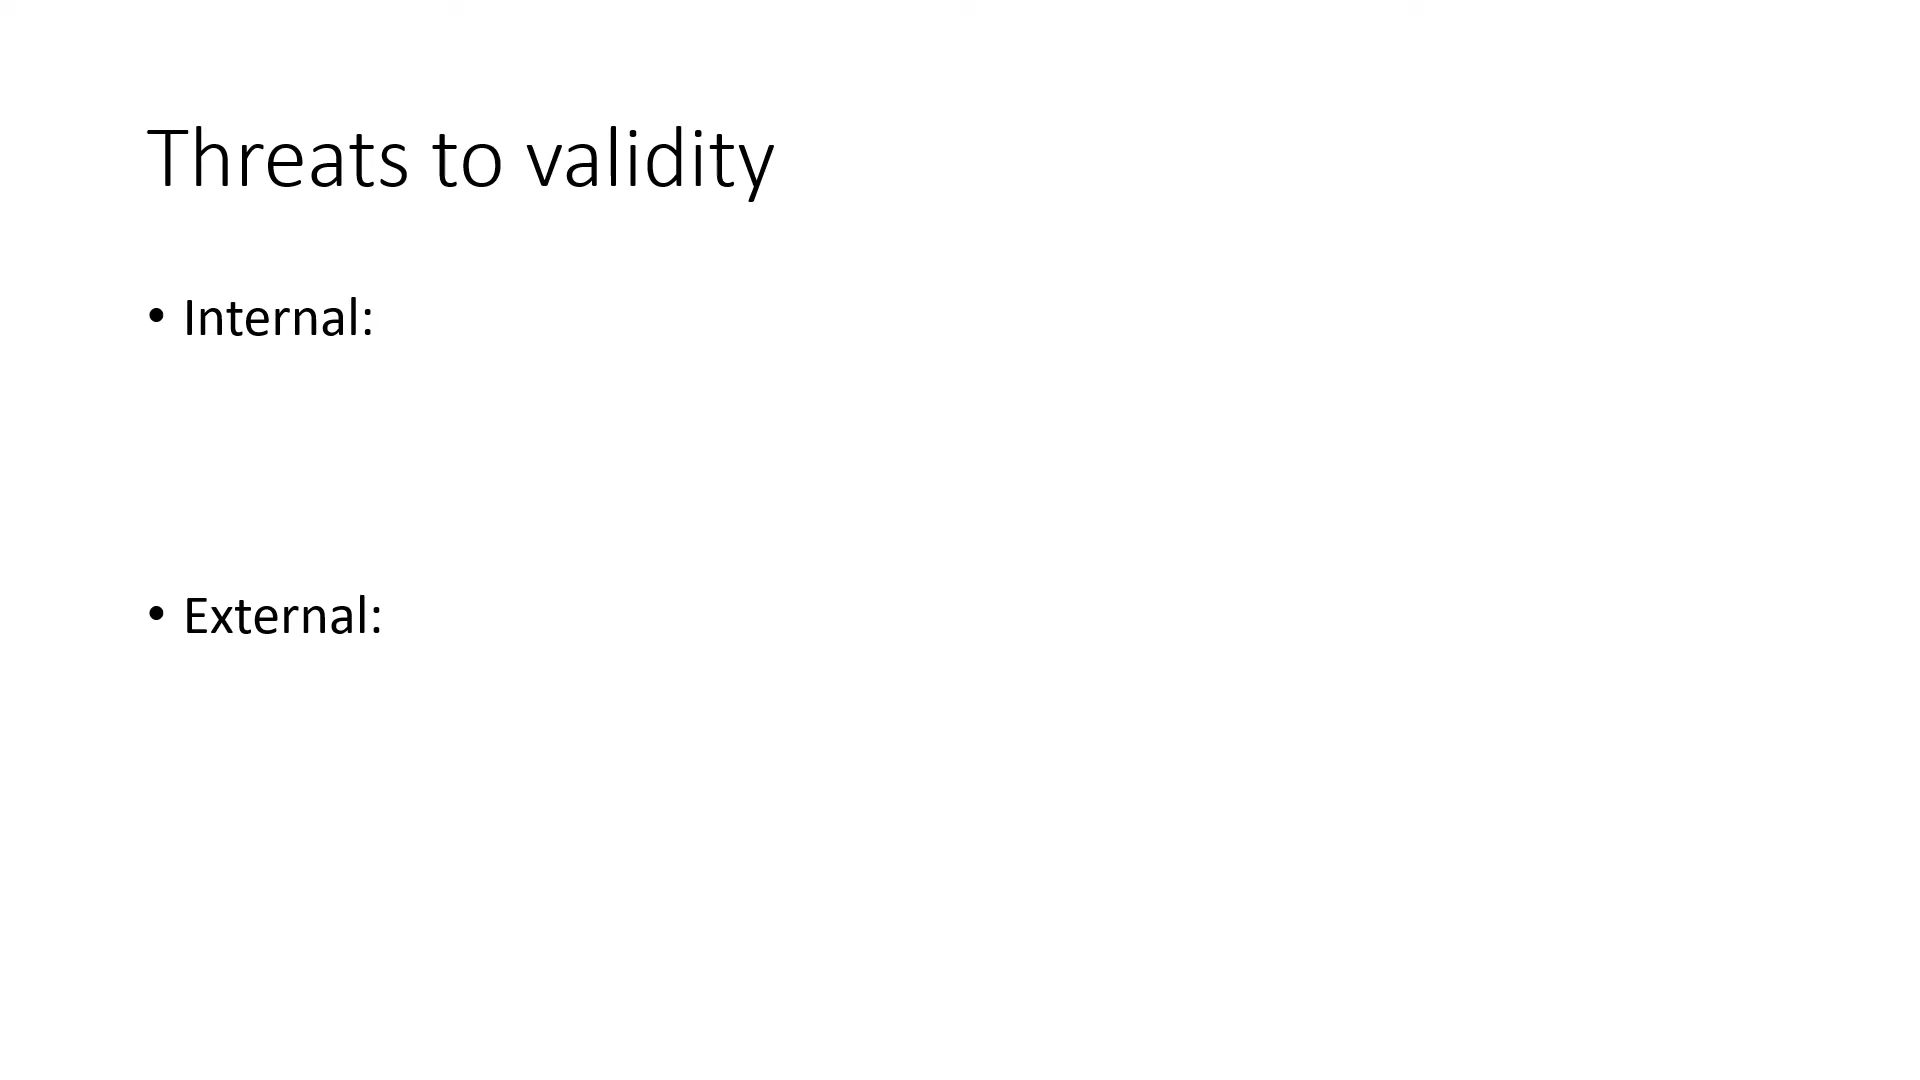 Threats to validity
• Internal:
• External: